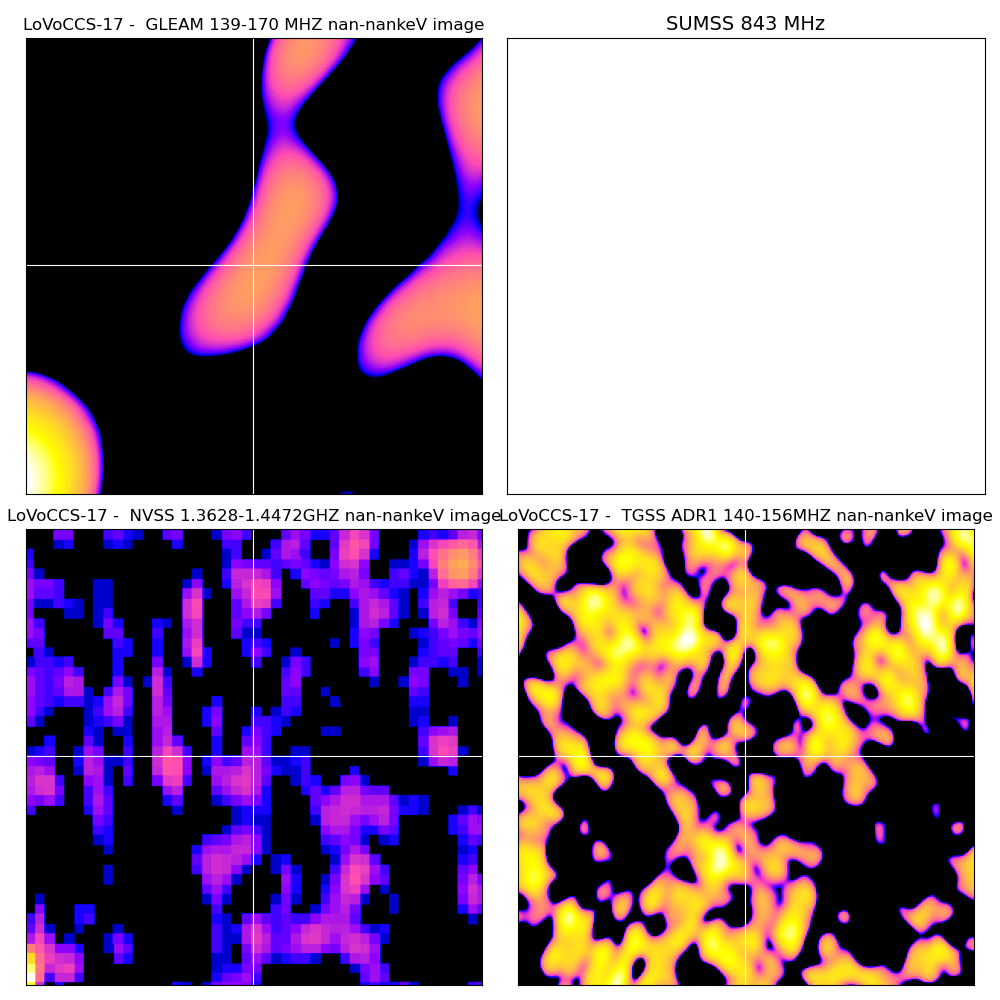 LoVoCCS-17 -  GLEAM 139-170 MHZ nan-nankeV image
SUMSS 843 MHz
LoVoCCS-17 -  NVSS 1.3628-1.4472GHZ nan-nankeV image
LoVoCCS-17 -  TGSS ADR1 140-156MHZ nan-nankeV image